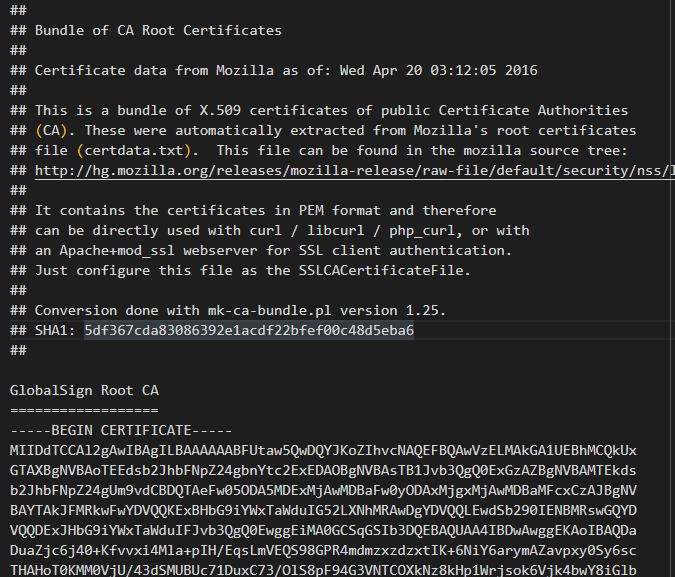 ##
## Bundle of CA Root Certificates
##
## Certificate data from Mozilla as of: Wed Apr 20 03:12:05 2016
##
## This is a bundle of X.509 certificates of public Certificate Authorities
## (CA). These were automatically extracted from Mozilla's root certificates
## file (certdata.txt).  This file can be found in the mozilla source tree:
## http://hg.mozilla.org/releases/mozilla-release/raw-file/default/security/nss/
##
## It contains the certificates in PEM format and therefore
## can be directly used with curl / libcurl / php_curl, or with
## an Apache+mod_ssl webserver for SSL client authentication.
## Just configure this file as the SSLCACertificateFile.
##
## Conversion done with mk-ca-bundle.pl version 1.25.
## SHA1: 5df367cda83086392e1acdf22bfef00c48d5eba6
##
GlobalSign Root CA
==================
-----BEGIN CERTIFICATE-----
MIIDdTCCAl2gAwIBAgILBAAAAAABFUtaw5QwDQYJKoZIhvcNAQEFBQAwVzELMAkGA1UEBhMCQkUx
GTAXBgNVBAoTEEdsb2JhbFNpZ24gbnYtc2ExEDAOBgNVBAsTB1Jvb3QgQ0ExGzAZBgNVBAMTEkds
b2JhbFNpZ24gUm9vdCBDQTAeFw05ODA5MDExMjAwMDBaFw0yODAxMjgxMjAwMDBaMFcxCzAJBgNV
BAYTAkJFMRkwFwYDVQQKExBHbG9iYWxTaWduIG52LXNhMRAwDgYDVQQLEwdSb290IENBMRswGQYD
VQQDExJHbG9iYWxTaWduIFJvb3QgQ0EwggEiMA0GCSqGSIb3DQEBAQUAA4IBDwAwggEKAoIBAQDa
DuaZjc6j40+Kfvvxi4Mla+pIH/EqsLmVEQS98GPR4mdmzxzdzxtIK+6NiY6arymAZavpxy0Sy6sc
THAHoT0KMM0VjU/43dSMUBUc71DuxC73/OlS8pF94G3VNTCOXkNz8kHp1Wrjsok6Vjk4bwY8iGlb